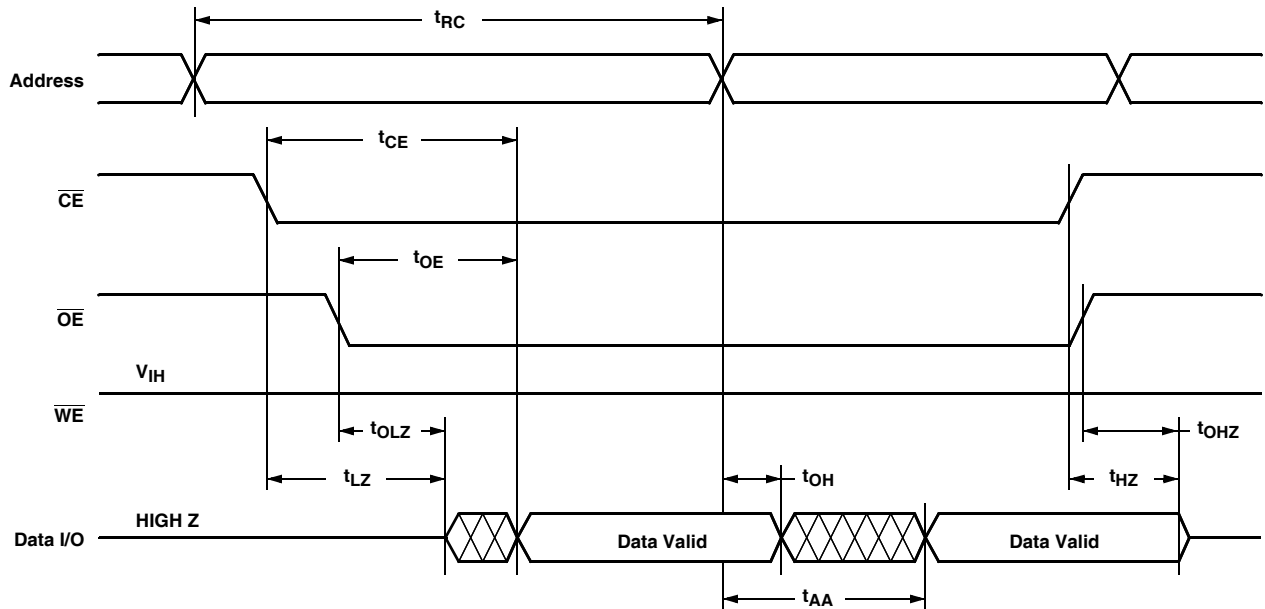 tRC
Address
tCE
CE
tOE
OE
VIH
WE
tOLZ
tOHZ
tLZ
tOH
tHZ
HIGH Z
Data I/O
Data Valid
Data Valid
tAA